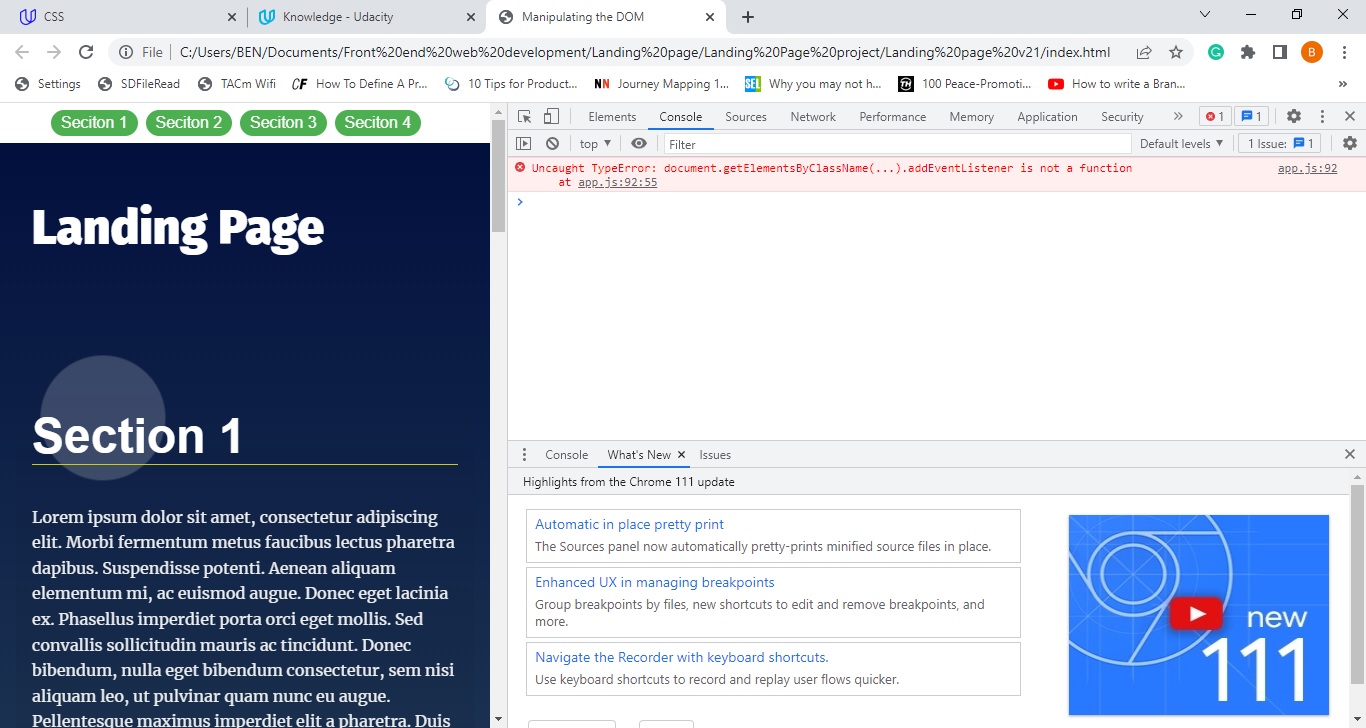 CSS
Knowledge - Udacity
Manipulating the DOM
File C:/Users/BEN/Documents/Front%20end%20web%20development/Landing%20page/Landing%20Page%20project/Landing%20page%20v21/index.html
B
Settings SDFileRead TACm Wifi CF How To Define A Pr... 10 Tips for Product... NN Journey Mapping 1... SEL Why you may not h... TH 100 Peace-Promoti... How to write a Bran... »
Seciton 1 Seciton 2 Seciton 3 Seciton 4
Landing Page
Section 1
Lorem ipsum dolor sit amet, consectetur adipiscing
elit. Morbi fermentum metus faucibus lectus pharetra
dapibus. Suspendisse potenti. Aenean aliquam
elementum mi, ac euismod augue. Donec eget lacinia
ex. Phasellus imperdiet porta orci eget mollis. Sed
convallis sollicitudin mauris ac tincidunt. Donec
bibendum, nulla eget bibendum consectetur, sem nisi
aliquam leo, ut pulvinar quam nunc eu augue.
Pellentesque maximus imperdiet elit a pharetra. Duis
Elements Console Sources Network Performance Memory Application Security » 1 1
top Filter Default levels 1 Issue: 1
Uncaught TypeError: document.getElementsByClassName(...).addEventListener is not a function app.js:92
at app.js:92:55
Console What's New Issues
Highlights from the Chrome 111 update
Automatic in place pretty print
The Sources panel now automatically pretty-prints minified source files in place.
Enhanced UX in managing breakpoints
Group breakpoints by files, new shortcuts to edit and remove breakpoints, and
more.
Navigate the Recorder with keyboard shortcuts.
Use keyboard shortcuts to record and replay user flows quicker.
new
111